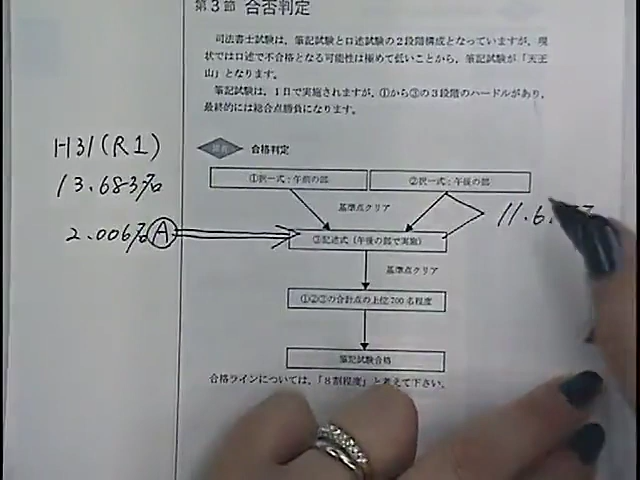 第3節 合否判定
司法書士試験は、筆記試験と口述試験の2段階構成となっていますが、現
状では口述で不合格となる可能性は極めて低いことから、筆記試験が「天王
山」となります。
筆記試験は、1日で実施されますが、①から③の3段階のハードルがあり、
最終的には総合点勝負になります。
H31(R1)
13.683%
2.006%Ⓐ
合格判定
①択一式:午前の部
②択一式:午後の部
基準点クリア
11.6
③記述式(午後の部で実施)
基準点クリア
①②③の合計点の上位700名程度
筆記試験合格
合格ラインについては、「8割程度」と考えて下さい。